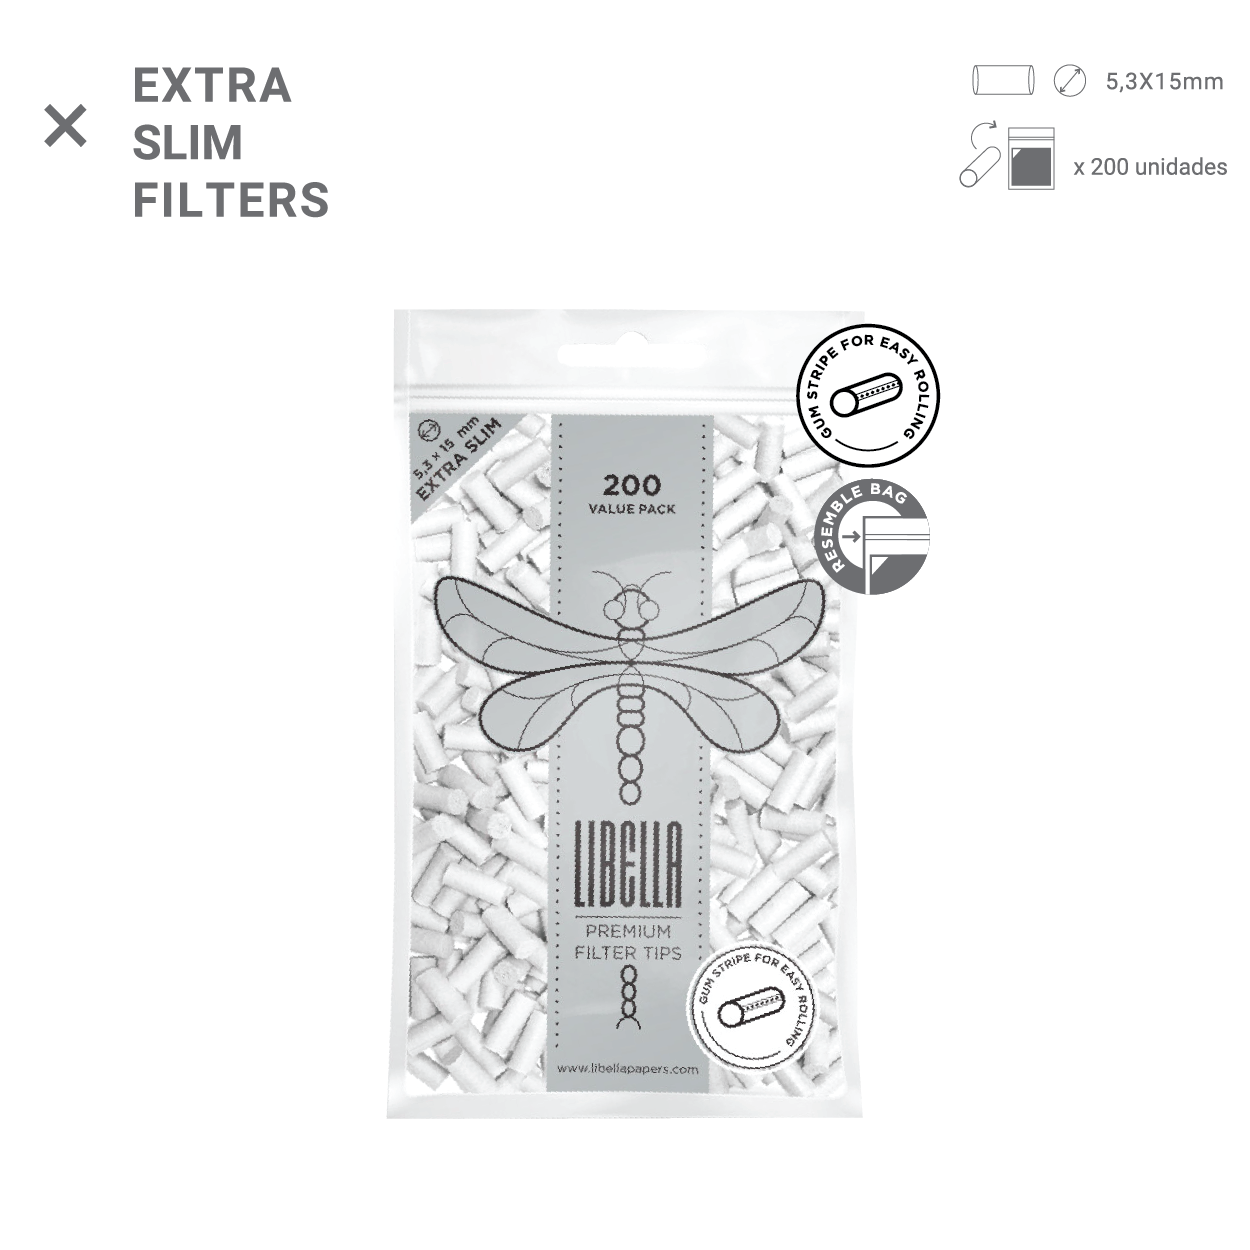 EXTRA
SLIM
FILTERS
5,3X15mm
x 200 unidades
GUM STRIPE FOR EASY ROLLING
RESEMBLE BAG
5,3 x 15 mm
EXTRA SLIM
200
VALUE PACK
LIBELLA
PREMIUM
FILTER TIPS
GUM STRIPE FOR EASY ROLLING
www.libellapapers.com